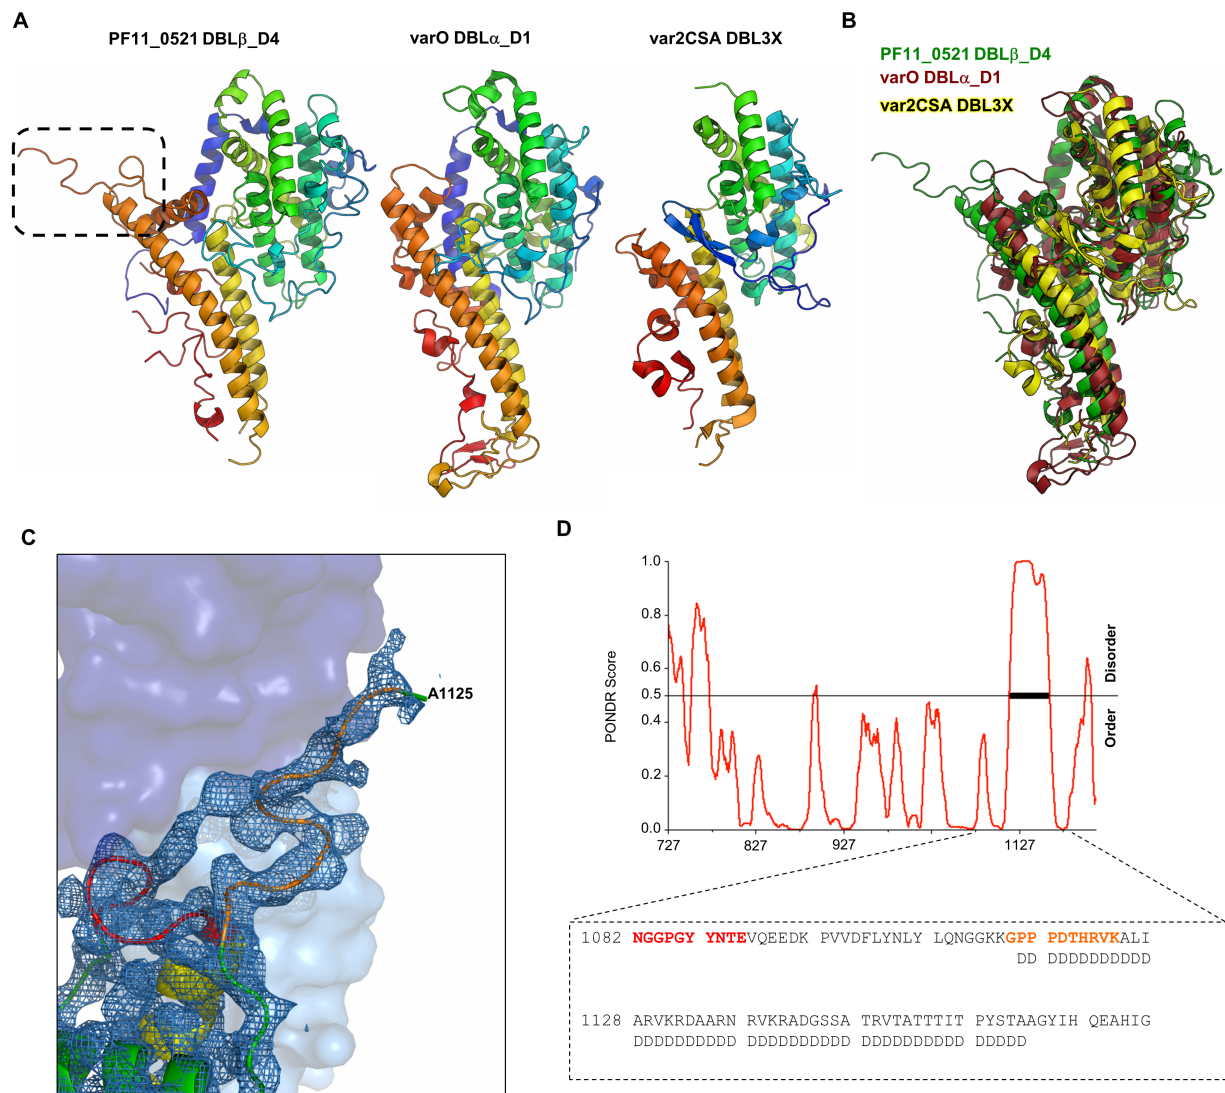 A
B
PF11_0521 DBLβ_D4
varO DBLα_D1
var2CSA DBL3X
PF11_0521 DBLβ_D4
varO DBLα_D1
var2CSA DBL3X
C
A1125
D
1.0
0.8
0.6
0.5
0.4
0.2
0.0
PONDR Score
Disorder
Order
727
827
927
1127
1082 NGGPGY YNTEVQEEDK PVVDFLYNLY LQNGGKKGPP PDTHRVKALI
DD DDDDDDDDDD
1128 ARVKRDAARN RVKRADGSSA TRVTATTTIT PYSTAAGYIH QEAHIG
DDDDDDDDDD DDDDDDDDDD DDDDDDDDDD DDDDD